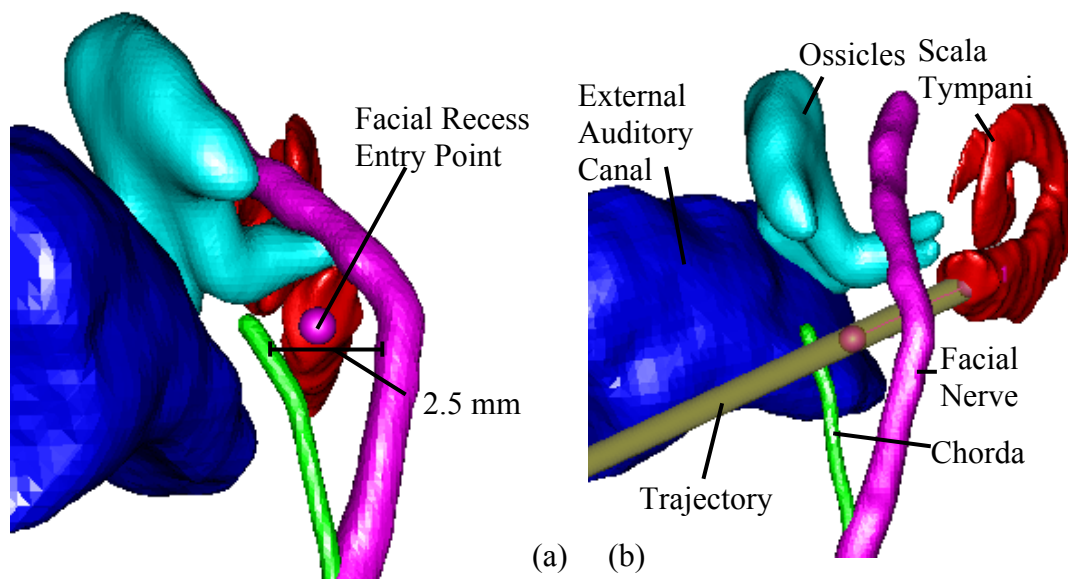 Facial Recess
Entry Point
2.5 mm
(a)
Ossicles
Scala
Tympani
External
Auditory
Canal
Facial
Nerve
Chorda
Trajectory
(b)